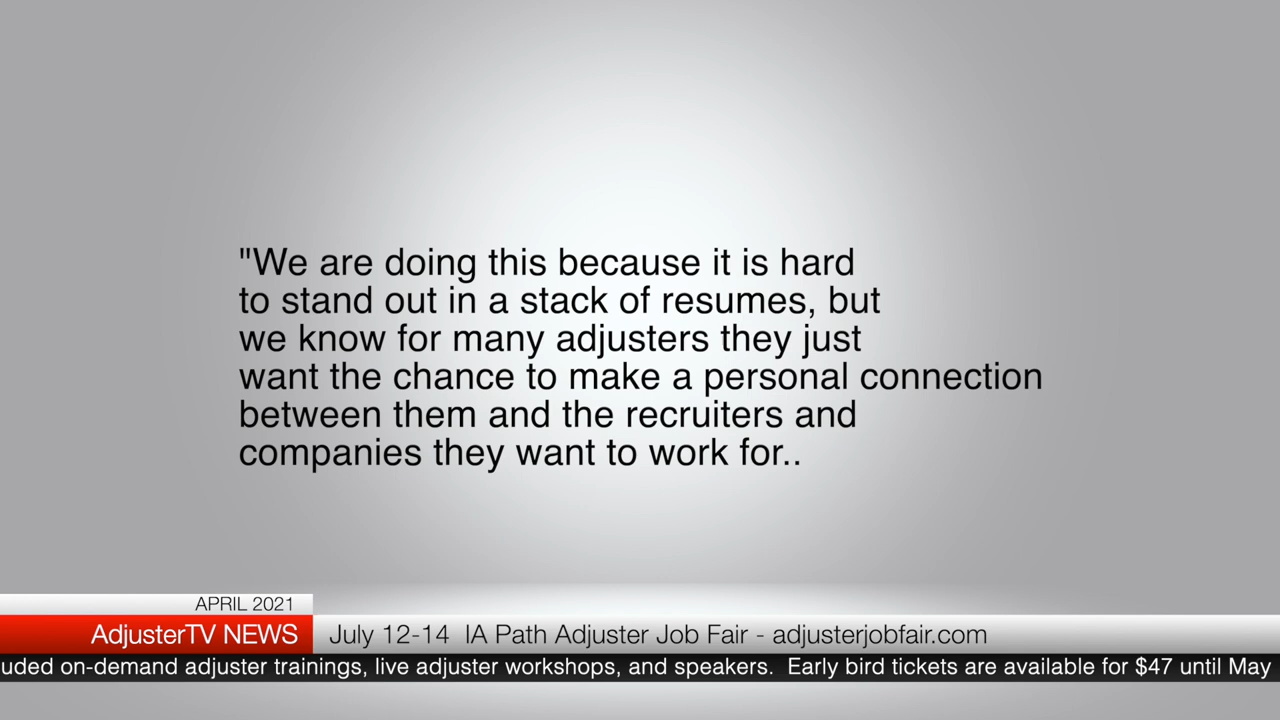 "We are doing this because it is hard
to stand out in a stack of resumes, but
we know for many adjusters they just
want the chance to make a personal connection
between them and the recruiters and
companies they want to work for..
APRIL 2021
AdjusterTV NEWS
July 12-14 IA Path Adjuster Job Fair - adjusterjobfair.com
uded on-demand adjuster trainings, live adjuster workshops, and speakers. Early bird tickets are available for $47 until May